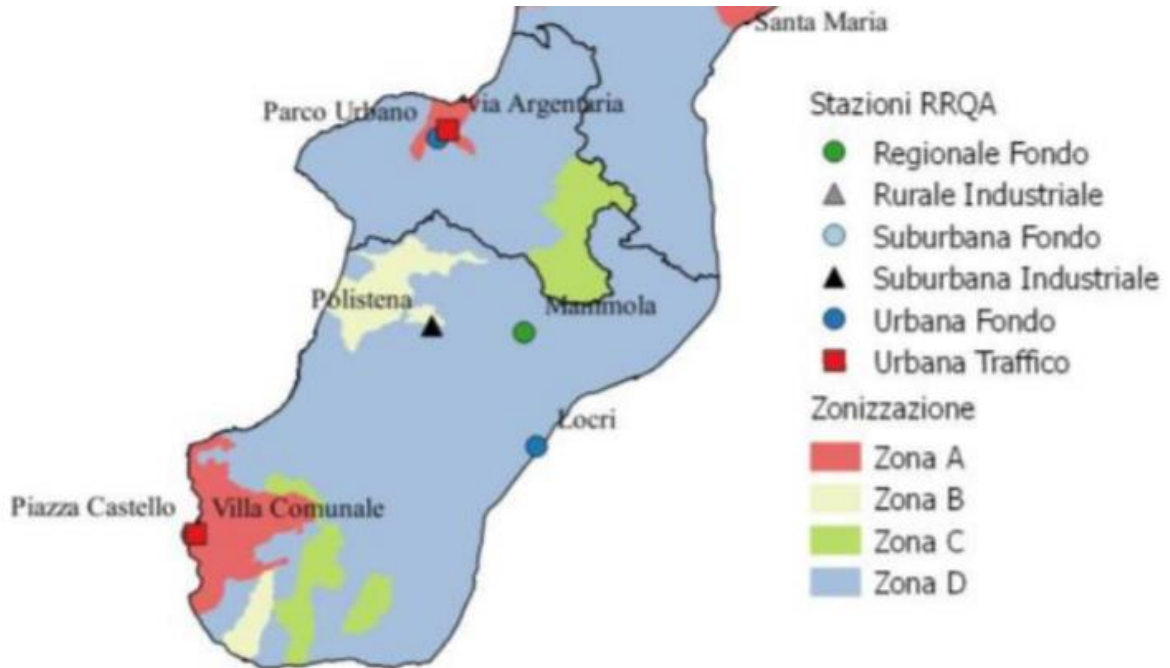 Santa Maria
Parco Urbano
via Argentaria
Polistena
Mammola
Locri
Piazza Castello
Villa Comunale
Stazioni RRQA
Regionale Fondo
Rurale Industriale
Suburbana Fondo
Suburbana Industriale
Urbana Fondo
Urbana Traffico
Zonizzazione
Zona A
Zona B
Zona C
Zona D